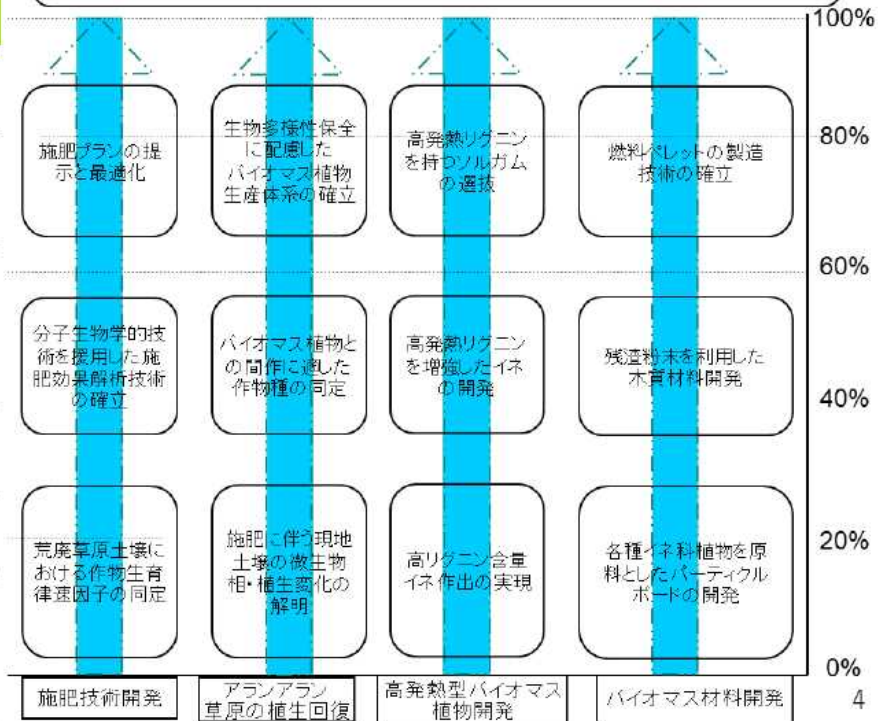 100%
施肥プランの提
示と最適化
生物多様性保全
に配慮した
バイオマス植物
生産体系の確立
高発熱リグニン
を持つソルガム
の選抜
燃料ペレットの製造
技術の確立
80%
60%
分子生物学的技
術を援用した施
肥効果解析技術
の確立
バイオマス植物と
の間作に適した
作物種の同定
高発熱リグニン
を増強したイネ
の開発
残渣粉末を利用した
木質材料開発
40%
荒廃草原土壌に
おける作物生育
律速因子の同定
施肥に伴う現地
土壌の微生物
相・植生変化の
解明
高リグニン含量
イネ作出の実現
各種イネ科植物を原
料としたパーティクル
ボードの開発
20%
0%
施肥技術開発
アランアラン
草原の植生回復
高発熱型バイオマス
植物開発
バイオマス材料開発
4